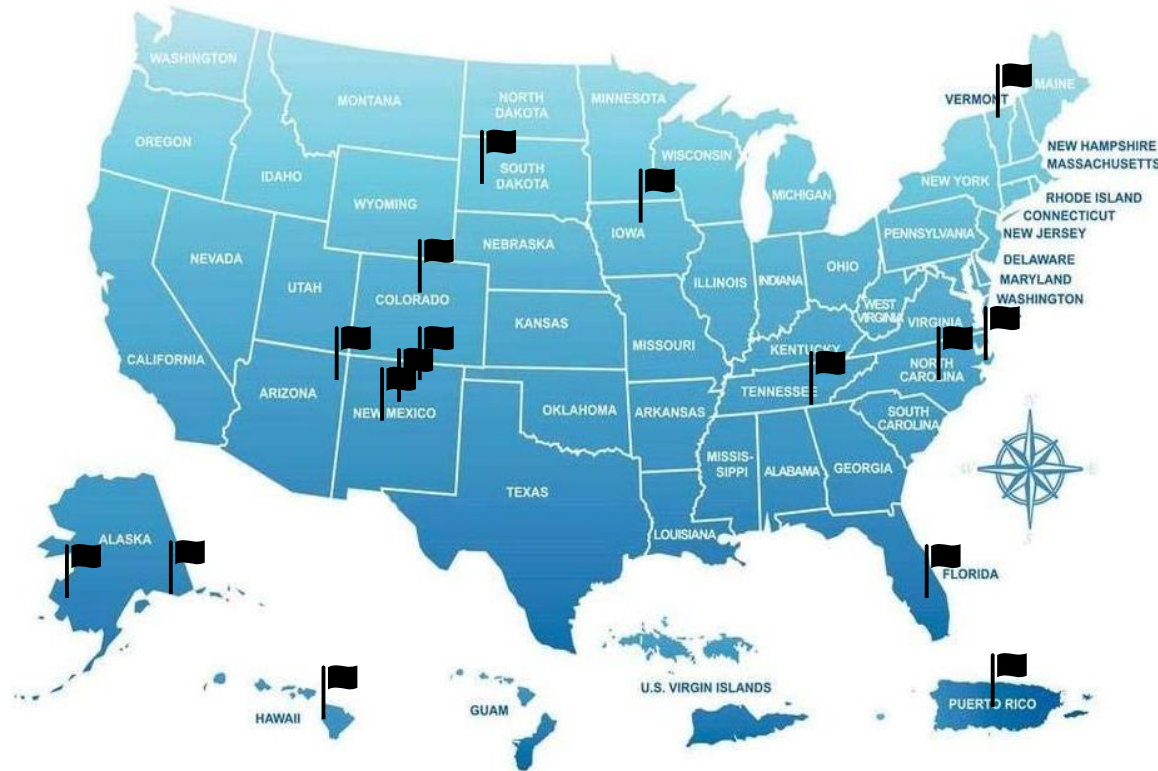 WASHINGTON
MONTANA
NORTH
DAKOTA
MINNESOTA
VERMONT
MAINE
OREGON
IDAHO
SOUTH
DAKOTA
WISCONSIN
MICHIGAN
NEW YORK
NEW HAMPSHIRE
MASSACHUSETTS
WYOMING
RHODE ISLAND
CONNECTICUT
NEW JERSEY
IOWA
NEBRASKA
PENNSYLVANIA
NEVADA
UTAH
COLORADO
ILLINOIS
INDIANA
OHIO
DELAWARE
MARYLAND
WASHINGTON
WEST
VIRGINIA
VIRGINIA
KANSAS
MISSOURI
KENTUCKY
CALIFORNIA
ARIZONA
NEW MEXICO
OKLAHOMA
ARKANSAS
TENNESSEE
NORTH
CAROLINA
SOUTH
CAROLINA
MISSIS-
SIPPI
ALABAMA
GEORGIA
TEXAS
LOUISIANA
N
W
E
S
ALASKA
FLORIDA
HAWAII
GUAM
U.S. VIRGIN ISLANDS
PUERTO RICO